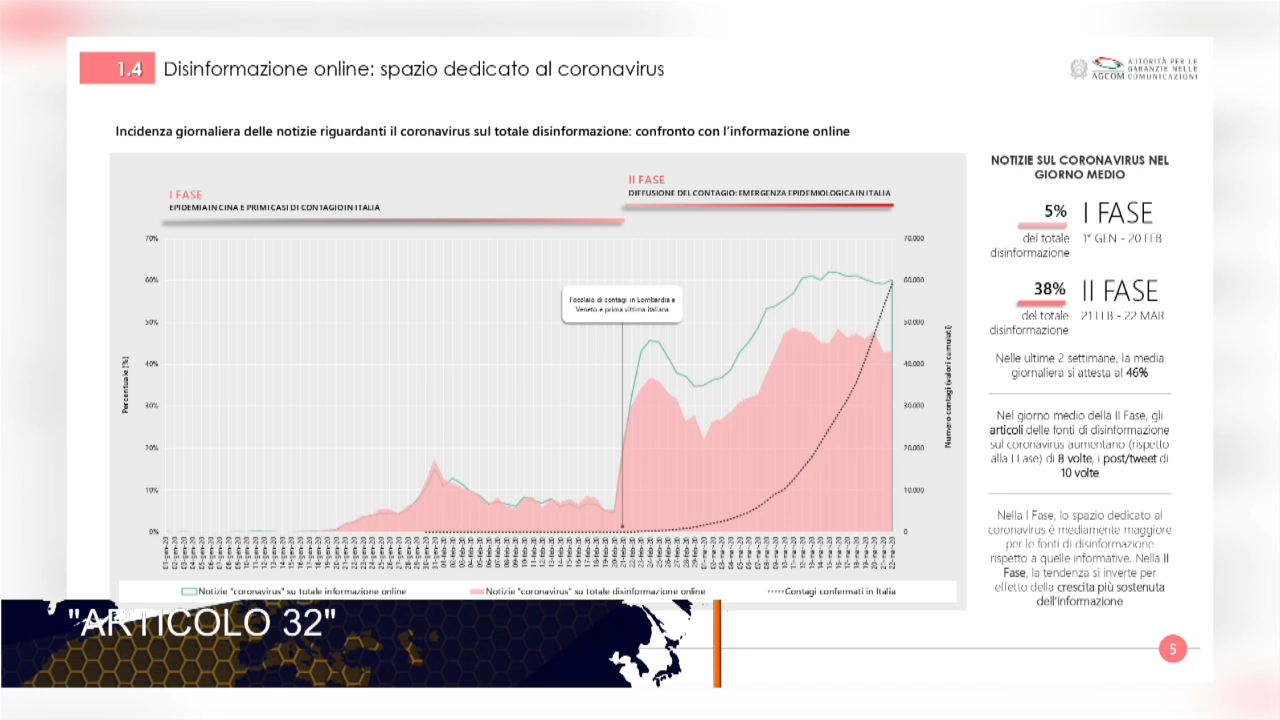 1.4 Disinformazione online: spazio dedicato al coronavirus
AUTORITÀ PER LE
GARANZIE NELLE
COMUNICAZIONI
AGCOM
Incidenza giornaliera delle notizie riguardanti il coronavirus sul totale disinformazione: confronto con l'informazione online
I FASE
EPIDEMIA IN CINA E PRIMI CASI DI CONTAGIO IN ITALIA
II FASE
DIFFUSIONE DEL CONTAGIO: EMERGENZA EPIDEMIOLOGICA IN ITALIA
70%
60%
50%
40%
30%
20%
10%
0%
Percentuale (%)
Focolaio di contagi in Lombardia e
Veneto e prima vittima italiana
70.000
60.000
50.000
40.000
30.000
20.000
10.000
0
Numero contagi (valori cumulati)
Notizie "coronavirus" su totale informazione online
Notizie "coronavirus" su totale disinformazione online
Contagi confermati in Italia
NOTIZIE SUL CORONAVIRUS NEL
GIORNO MEDIO
5% I FASE
del totale 1° GEN - 20 FEB
disinformazione
38% II FASE
del totale 21 FEB - 22 MAR
disinformazione
Nelle ultime 2 settimane, la media
giornaliera si attesta al 46%
Nel giorno medio della II Fase, gli
articoli delle fonti di disinformazione
sul coronavirus aumentano (rispetto
alla I Fase) di 8 volte, i post/tweet di
10 volte
Nella I Fase, lo spazio dedicato al
coronavirus è mediamente maggiore
per le fonti di disinformazione
rispetto a quelle informative. Nella II
Fase, la tendenza si inverte per
effetto della crescita più sostenuta
dell'informazione
"ARTICOLO 32"
5